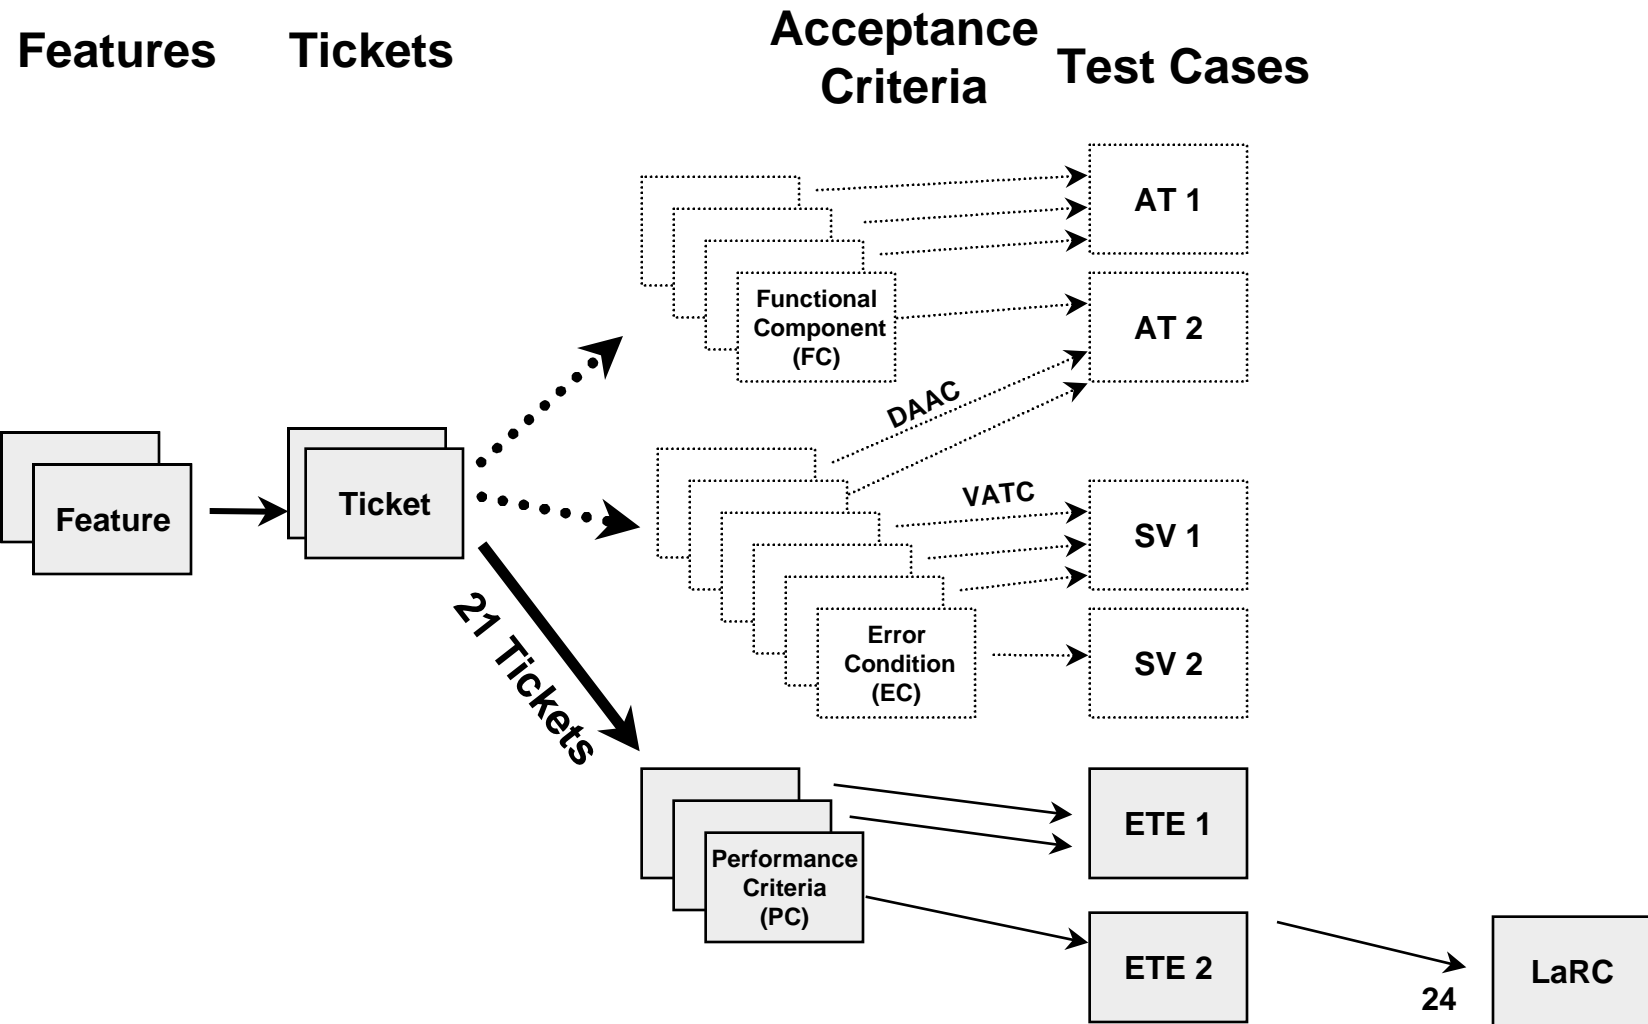 Features
Tickets
Acceptance
Criteria
Test Cases
AT 1
Functional
Component
(FC)
AT 2
DAAC
Feature
Ticket
VATC
SV 1
Error
Condition
(EC)
SV 2
21 Tickets
Performance
Criteria
(PC)
ETE 1
ETE 2
24
LaRC